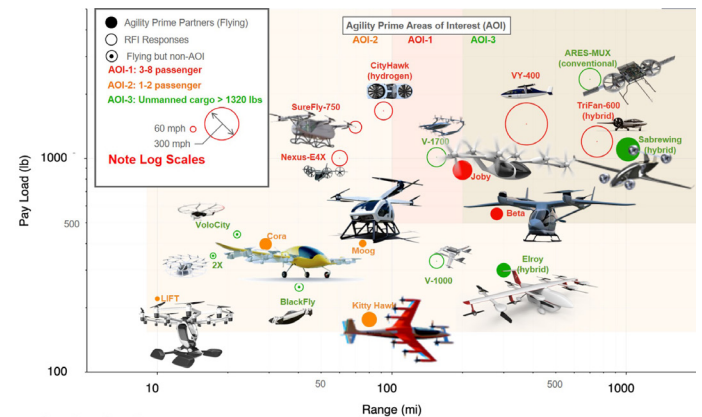 Agility Prime Areas of Interest (AOI)
AOI-2 AOI-1 AOI-3
Agility Prime Partners (Flying)
RFI Responses
Flying but non-AOI
AOI-1: 3-8 passenger
AOI-2: 1-2 passenger
AOI-3: Unmanned cargo > 1320 lbs
60 mph
300 mph
Note Log Scales
CityHawk
(hydrogen)
VY-400
ARES-MUX
(conventional)
SureFly-750
TriFan-600
(hybrid)
V-1700
Sabrewing
(hybrid)
Nexus-E4X
Joby
Beta
VoloCity
Cora
Moog
2X
V-1000
Elroy
(hybrid)
LIFT
BlackFly
Kitty Hawk
Pay Load (lb)
1000
500
100
10
50
100
500
1000
Range (mi)